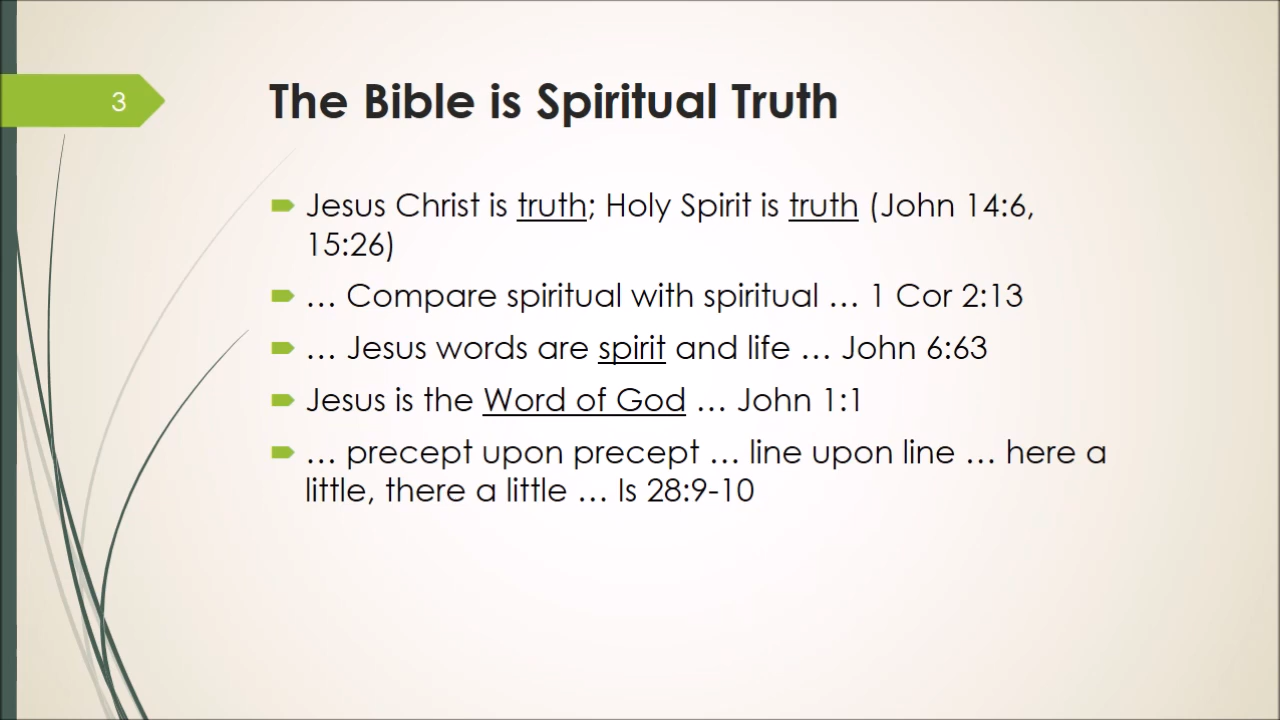 3
The Bible is Spiritual Truth
Jesus Christ is truth; Holy Spirit is truth (John 14:6,
15:26)
… Compare spiritual with spiritual … 1 Cor 2:13
… Jesus words are spirit and life … John 6:63
Jesus is the Word of God … John 1:1
… precept upon precept … line upon line … here a
little, there a little … Is 28:9-10